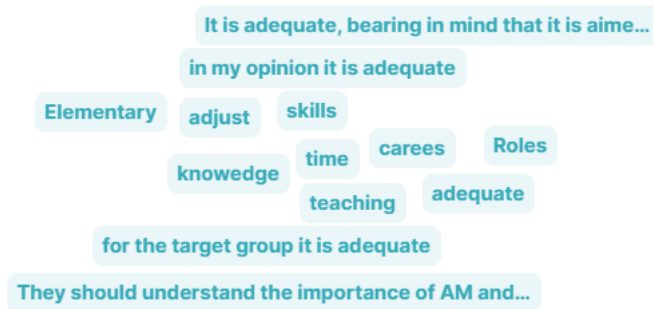 It is adequate, bearing in mind that it is aime...
in my opinion it is adequate
Elementary
adjust
skills
knowedge
time
carees
Roles
teaching
adequate
for the target group it is adequate
They should understand the importance of AM and...